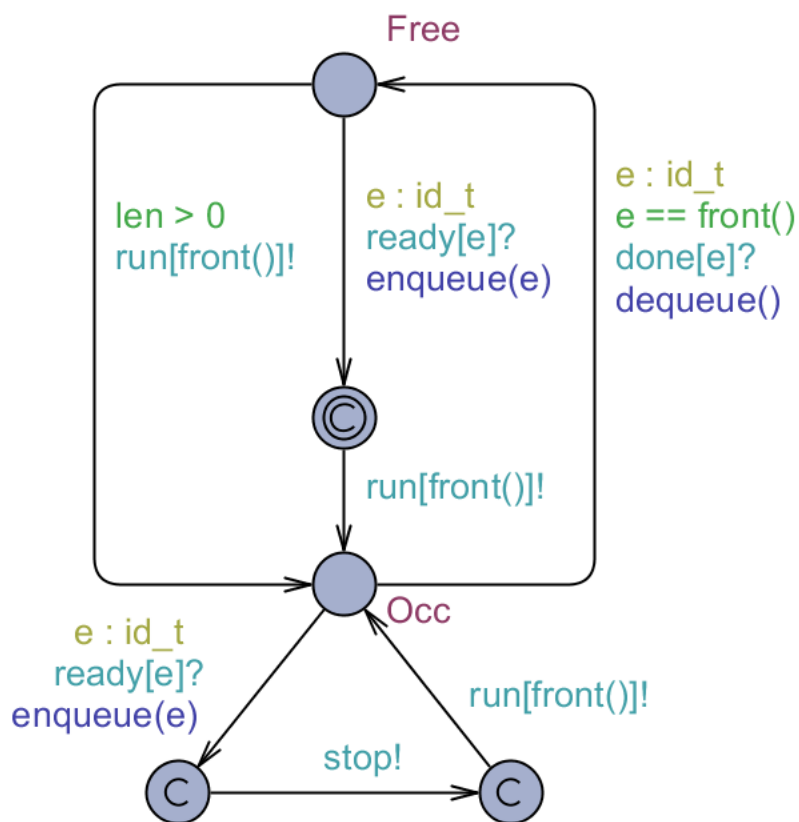 Free
len > 0
run[front()]!
e : id_t
ready[e]?
enqueue(e)
e : id_t
e == front()
done[e]?
dequeue()
C
run[front()]!
Occ
e : id_t
ready[e]?
enqueue(e)
run[front()]!
stop!
C
C